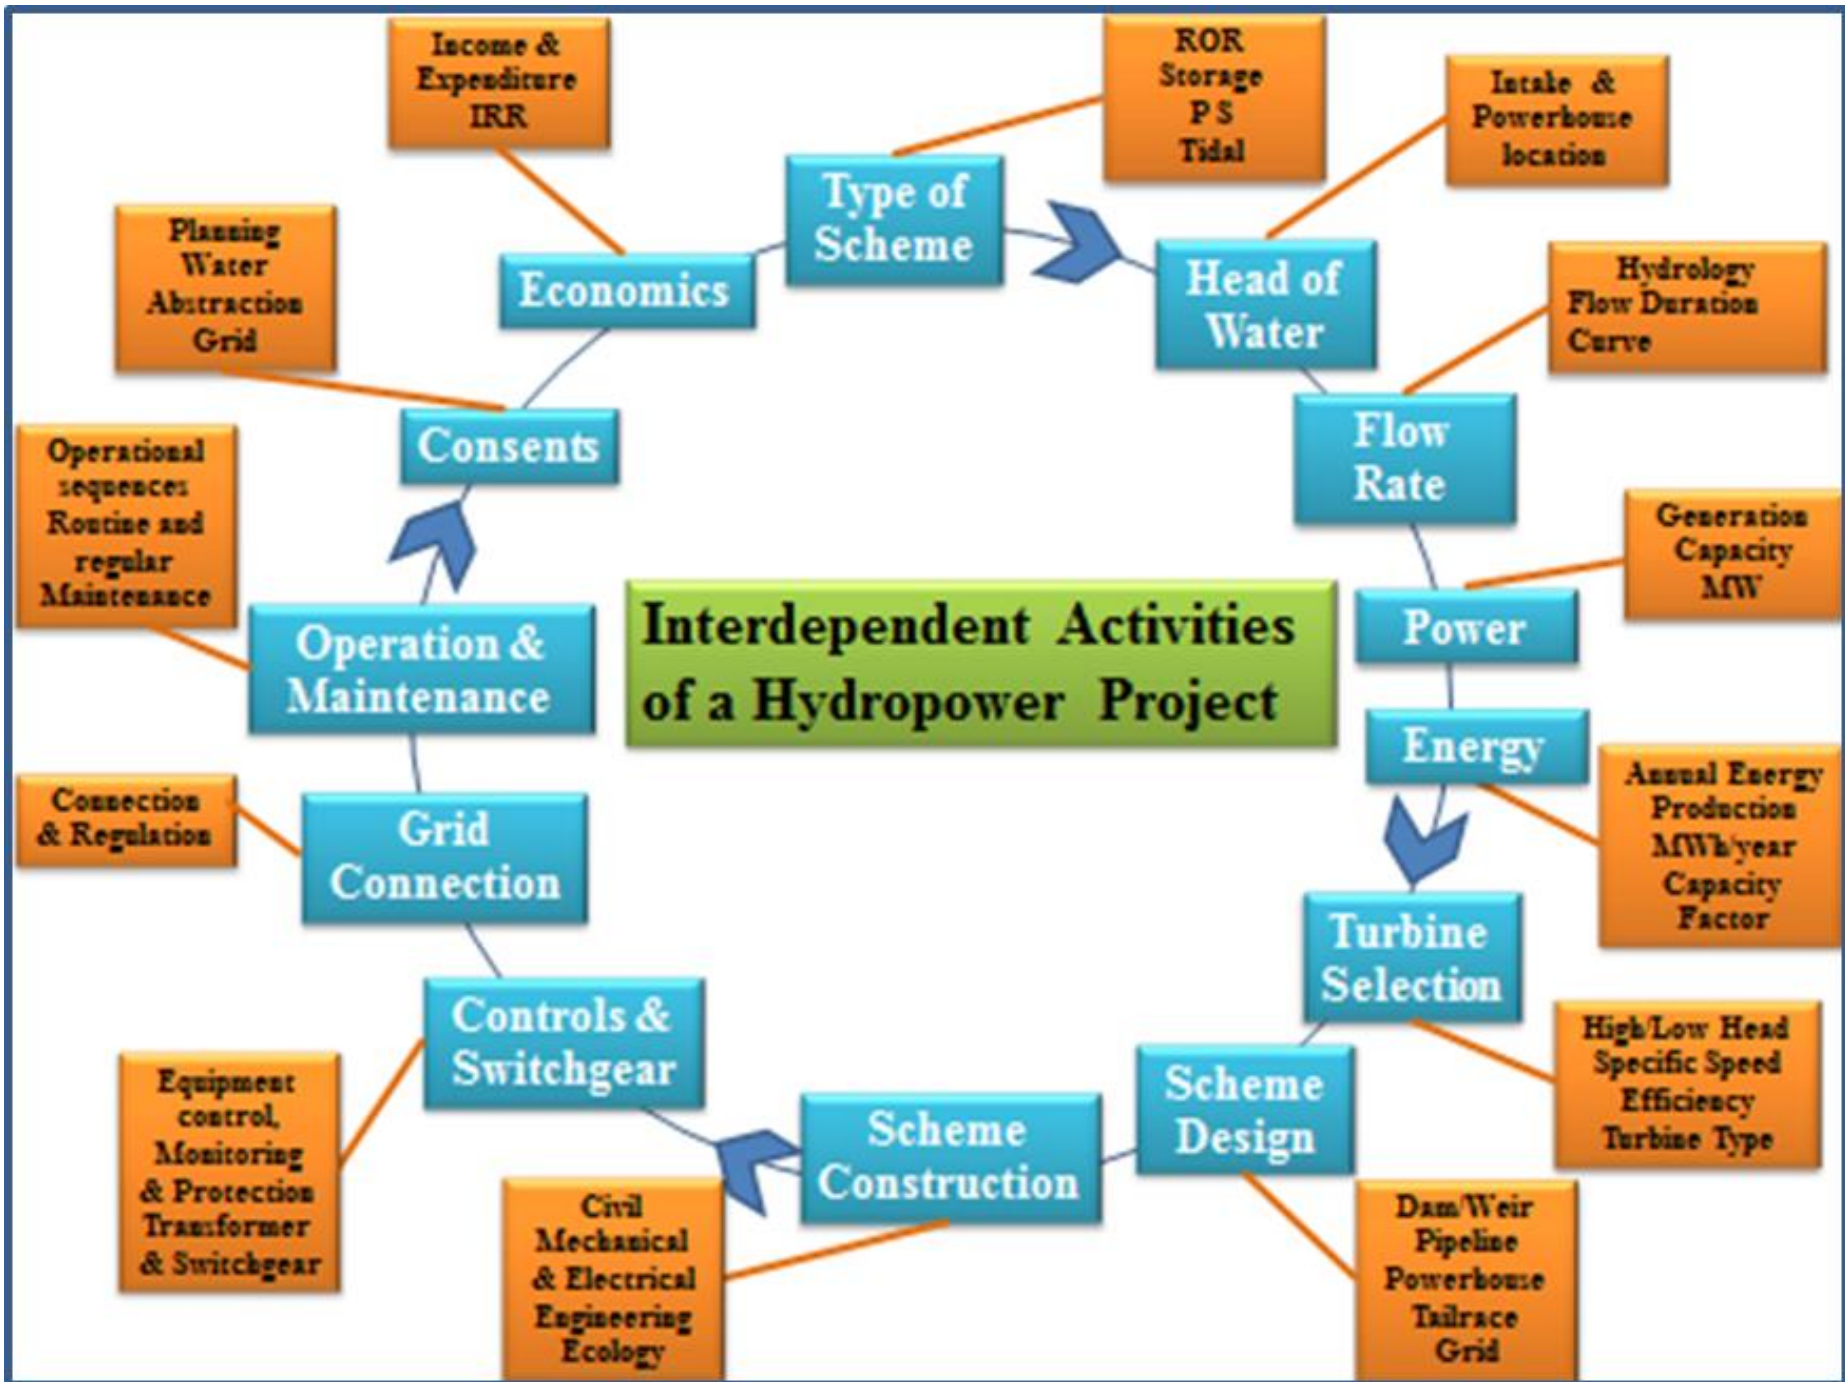 Income &
Expenditure
IRR
ROR
Storage
P S
Tidal
Intake &
Powerhouse
location
Type of
Scheme
Planning
Water
Abstraction
Grid
Economics
Head of
Water
Hydrology
Flow Duration
Curve
Consents
Flow
Rate
Operational
sequences
Routine and
regular
Maintenance
Generation
Capacity
MW
Operation &
Maintenance
Interdependent Activities
of a Hydropower Project
Power
Energy
Annual Energy
Production
MWh/year
Capacity
Factor
Connection
& Regulation
Grid
Connection
Turbine
Selection
Controls &
Switchgear
High/Low Head
Specific Speed
Efficiency
Turbine Type
Scheme
Design
Scheme
Construction
Equipment
control,
Monitoring
& Protection
Transformer
& Switchgear
Civil
Mechanical
& Electrical
Engineering
Ecology
Dam/Weir
Pipeline
Powerhouse
Tailrace
Grid